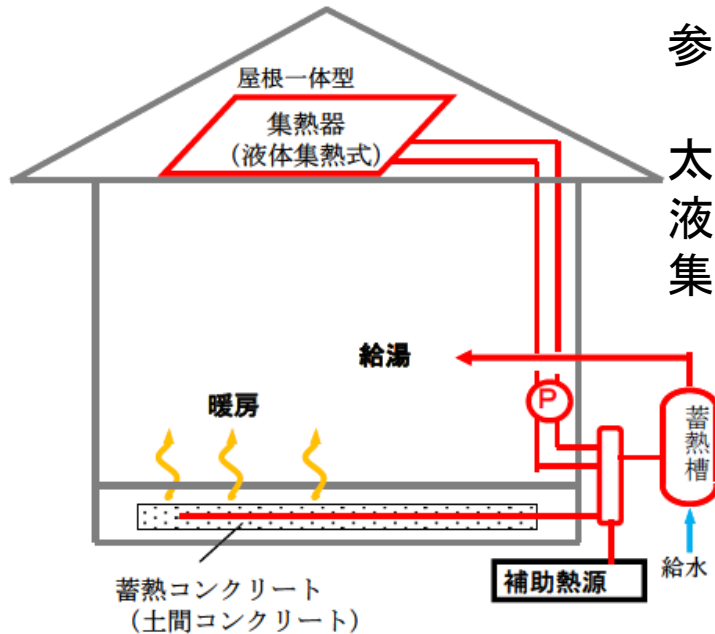 屋根一体型
集熱器
（液体集熱式）
参
太
液
集
給湯
暖房
P
蓄熱槽
給水
補助熱源
蓄熱コンクリート
（土間コンクリート）